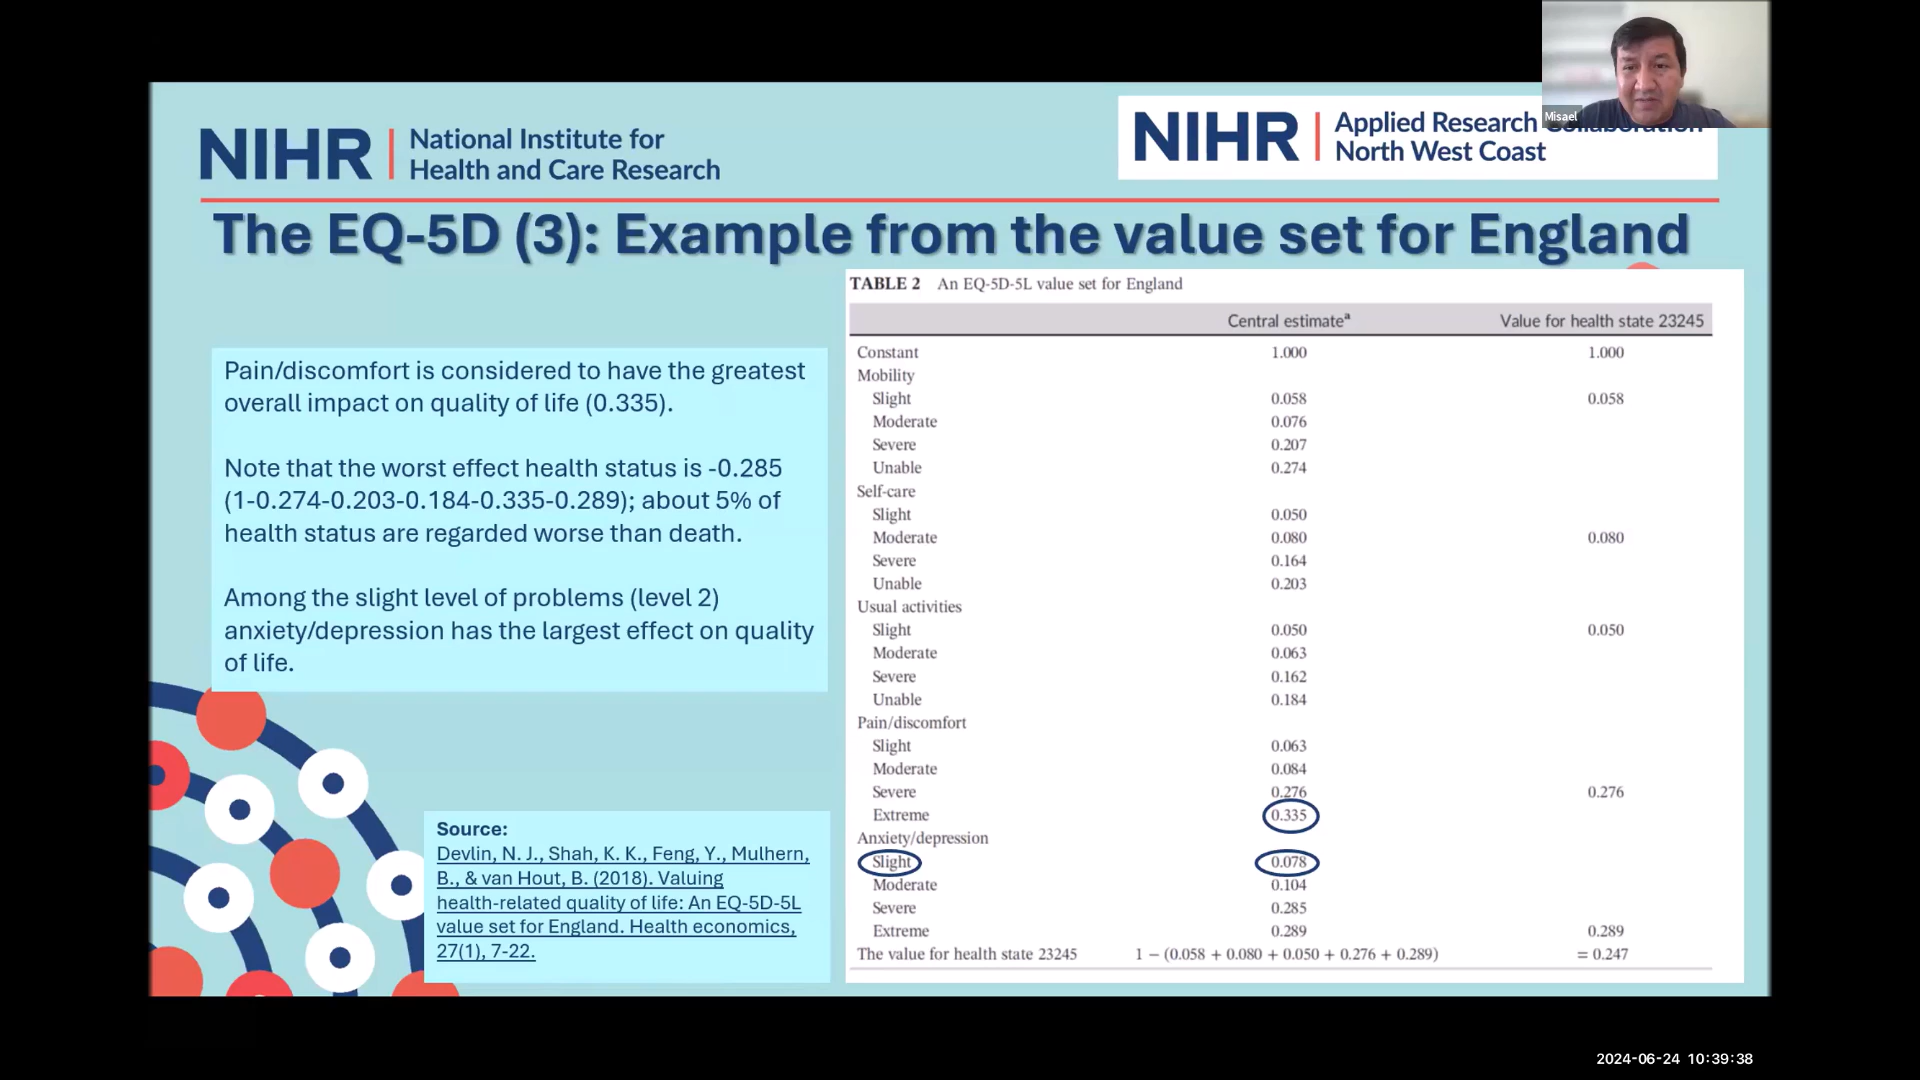 NIHR | National Institute for
Health and Care Research
NIHR | Applied Research
North West Coast
Misael
The EQ-5D (3): Example from the value set for England
Pain/discomfort is considered to have the greatest
overall impact on quality of life (0.335).
Note that the worst effect health status is -0.285
(1-0.274-0.203-0.184-0.335-0.289); about 5% of
health status are regarded worse than death.
Among the slight level of problems (level 2)
anxiety/depression has the largest effect on quality
of life.
Source:
Devlin, N. J., Shah, K. K., Feng, Y., Mulhern,
B., & van Hout, B. (2018). Valuing
health-related quality of life: An EQ-5D-5L
value set for England. Health economics,
27(1), 7-22.
TABLE 2 An EQ-5D-5L value set for England
Central estimateª Value for health state 23245
Constant 1.000 1.000
Mobility
Slight 0.058 0.058
Moderate 0.076
Severe 0.207
Unable 0.274
Self-care
Slight 0.050
Moderate 0.080 0.080
Severe 0.164
Unable 0.203
Usual activities
Slight 0.050 0.050
Moderate 0.063
Severe 0.162
Unable 0.184
Pain/discomfort
Slight 0.063
Moderate 0.084
Severe 0.276 0.276
Extreme 0.335
Anxiety/depression
Slight 0.078
Moderate 0.104
Severe 0.285
Extreme 0.289 0.289
The value for health state 23245 1 − (0.058 + 0.080 + 0.050 + 0.276 + 0.289) = 0.247
2024-06-24 10:39:38